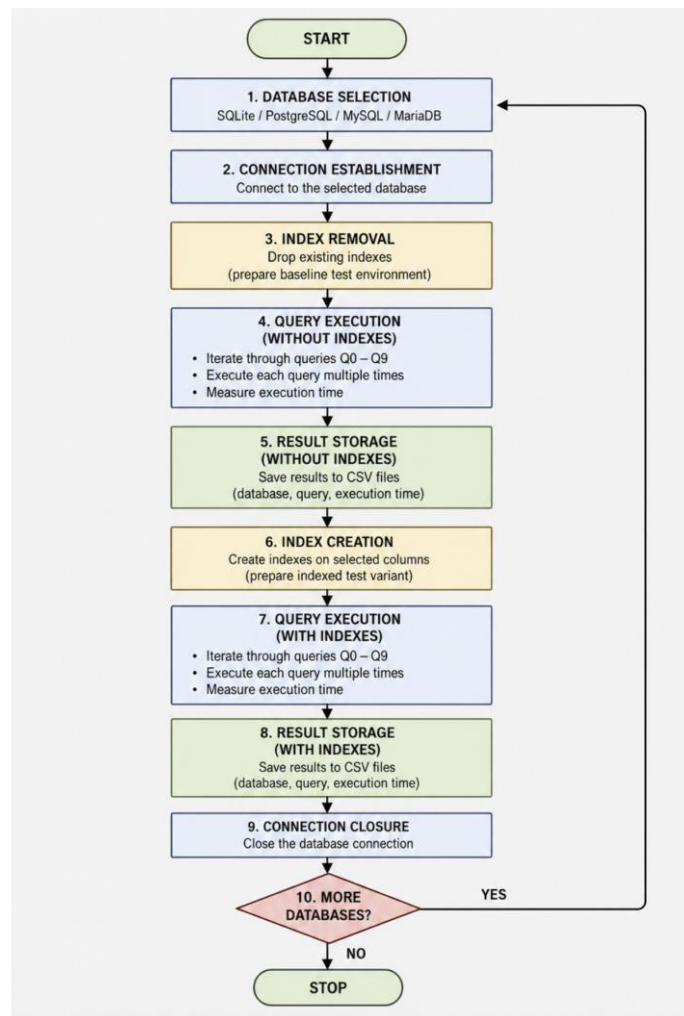 START
1. DATABASE SELECTION
SQLite / PostgreSQL / MySQL / MariaDB
2. CONNECTION ESTABLISHMENT
Connect to the selected database
3. INDEX REMOVAL
Drop existing indexes
(prepare baseline test environment)
4. QUERY EXECUTION
(WITHOUT INDEXES)
• Iterate through queries Q0 – Q9
• Execute each query multiple times
• Measure execution time
5. RESULT STORAGE
(WITHOUT INDEXES)
Save results to CSV files
(database, query, execution time)
6. INDEX CREATION
Create indexes on selected columns
(prepare indexed test variant)
7. QUERY EXECUTION
(WITH INDEXES)
• Iterate through queries Q0 – Q9
• Execute each query multiple times
• Measure execution time
8. RESULT STORAGE
(WITH INDEXES)
Save results to CSV files
(database, query, execution time)
9. CONNECTION CLOSURE
Close the database connection
10. MORE
DATABASES?
YES
NO
STOP